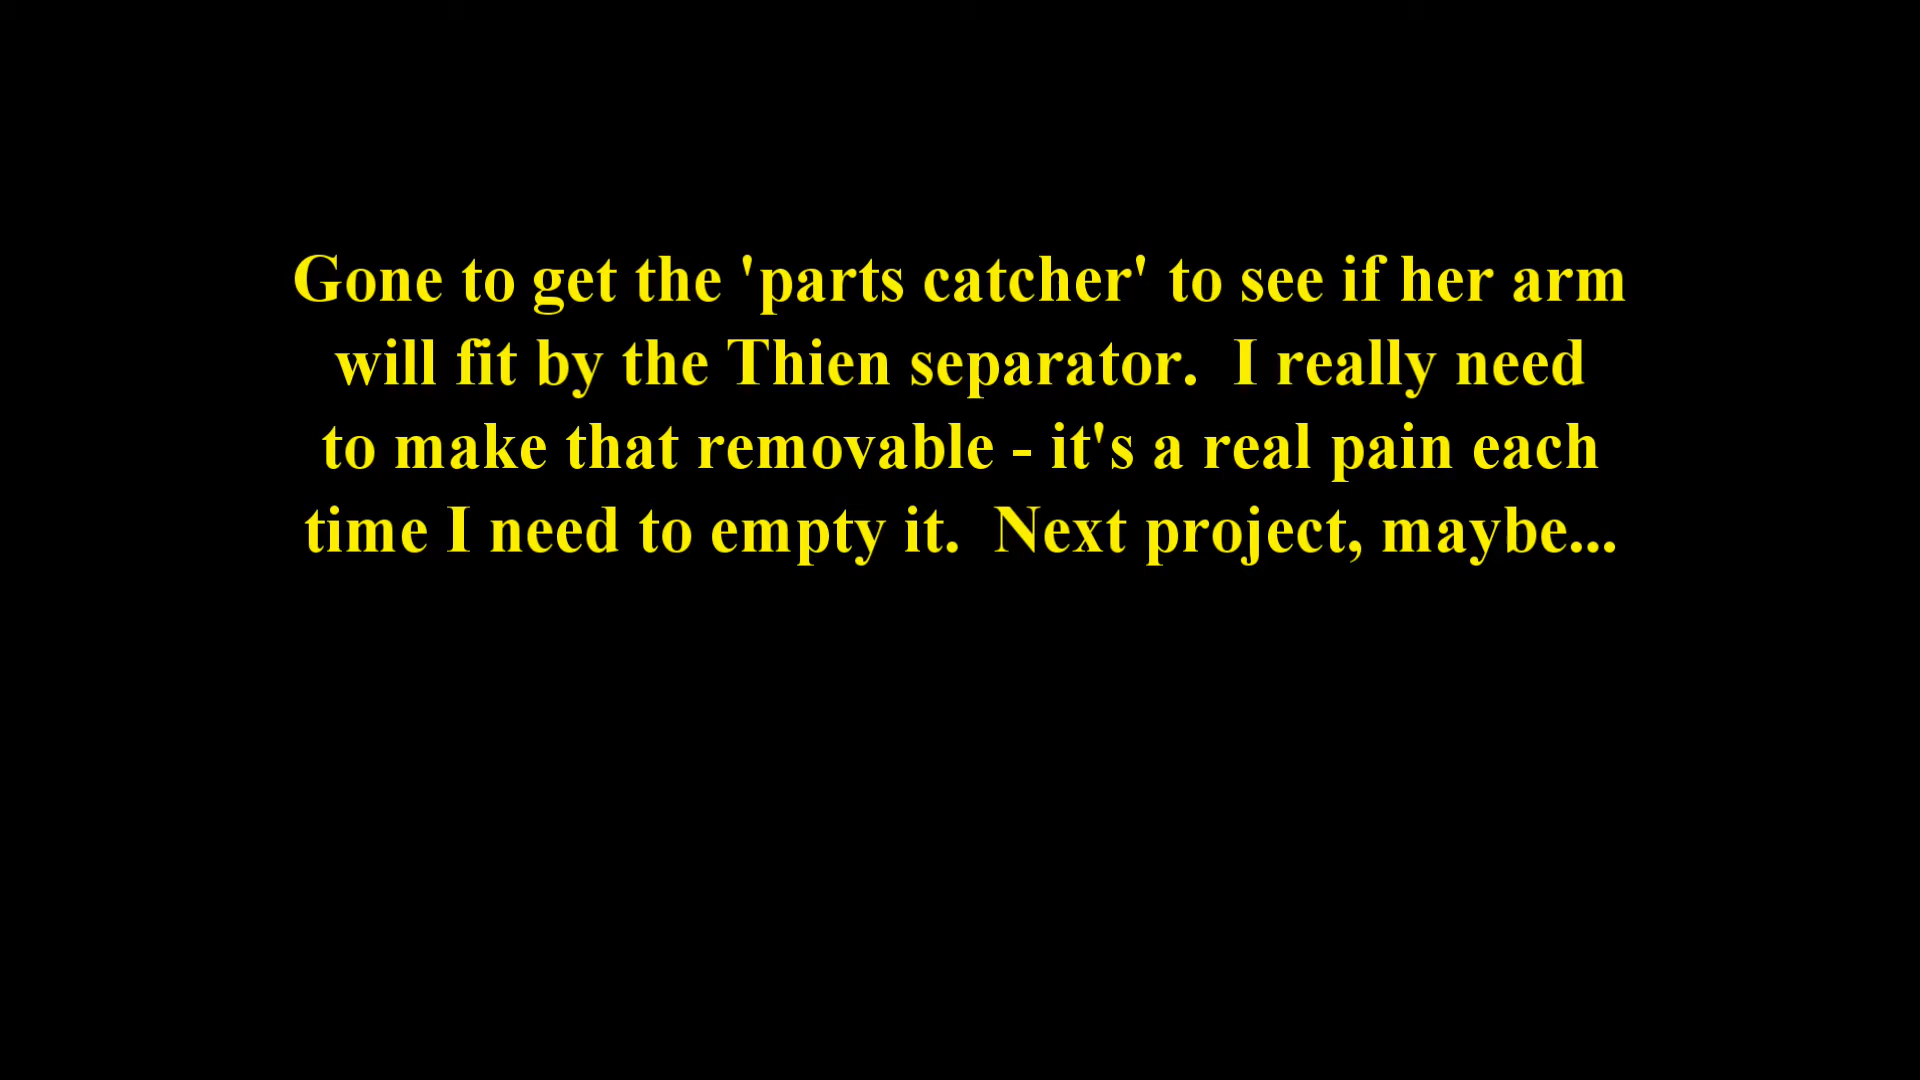 Gone to get the 'parts catcher' to see if her arm
will fit by the Thien separator.  I really need
to make that removable - it's a real pain each
time I need to empty it.  Next project, maybe...